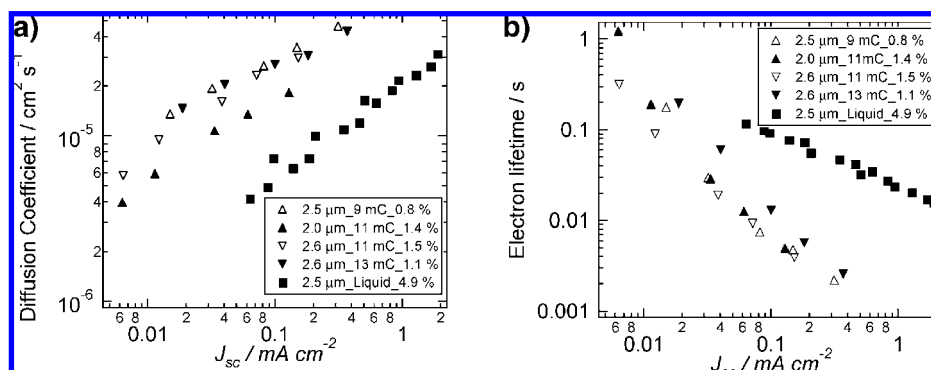 a)
Diffusion Coefficient / cm² s⁻¹
4
2
10⁻⁵
8
6
4
2
10⁻⁶
△ 2.5 μm_9 mC_0.8 %
▲ 2.0 μm_11 mC_1.4 %
▽ 2.6 μm_11 mC_1.5 %
▼ 2.6 μm_13 mC_1.1 %
■ 2.5 μm_Liquid_4.9 %
6 8 2 4 6 8 2 4 6 8 2
0.01 0.1 1
J_sc / mA cm⁻²
b)
Electron lifetime / s
1
0.1
0.01
0.001
△ 2.5 μm_9 mC_0.8 %
▲ 2.0 μm_11mC_1.4 %
▽ 2.6 μm_11 mC_1.5 %
▼ 2.6 μm_13 mC_1.1 %
■ 2.5 μm_Liquid_4.9 %
6 8 2 4 6 8 2 4 6 8
0.01 0.1 1
/ mA cm⁻²